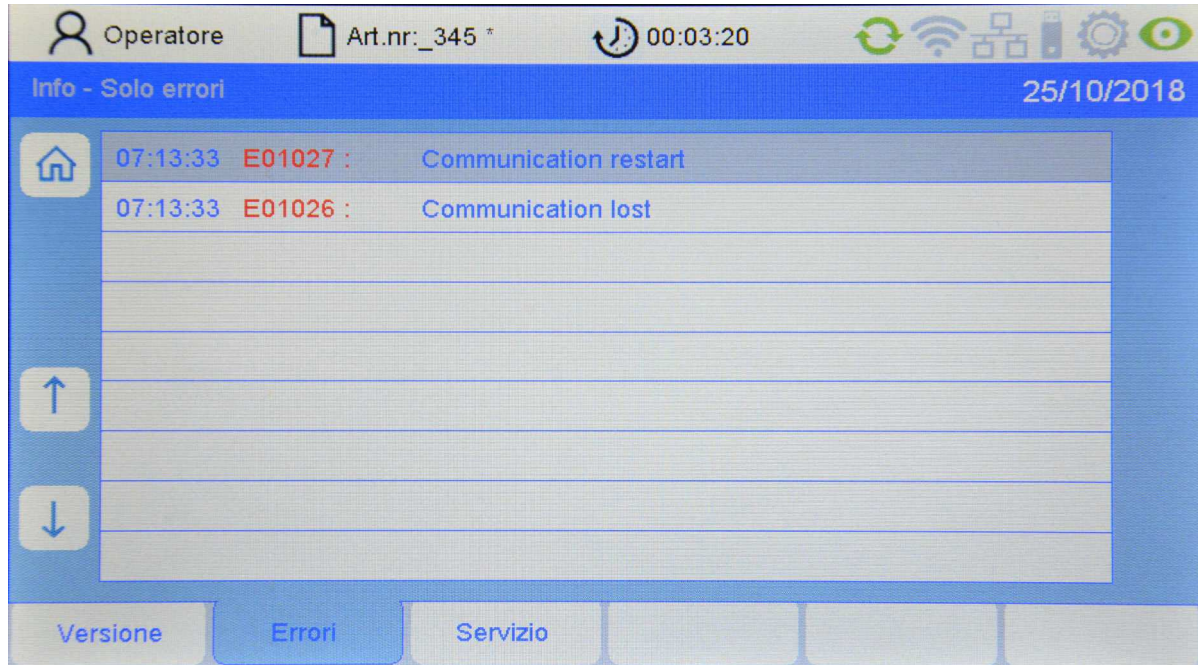 Operatore Art.nr:_345 * 00:03:20
Info - Solo errori 25/10/2018
07:13:33 E01027 : Communication restart
07:13:33 E01026 : Communication lost
Versione Errori Servizio